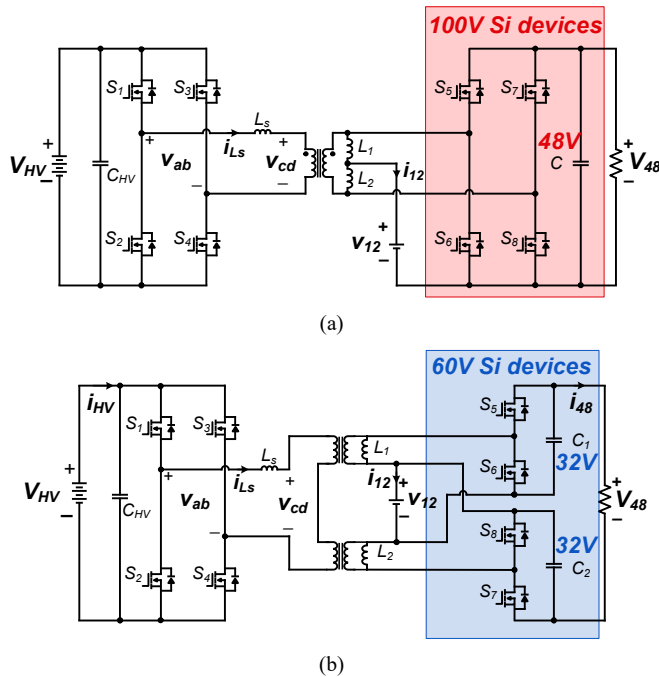 100V Si devices
S1
S3
S5
S7
Ls
VHV
CHV
vab
iLs
vcd
L1
L2
i12
48V
C
V48
S2
S4
v12
S6
S8
(a)
60V Si devices
iHV
S1
S3
S5
i48
Ls
L1
S6
C1
32V
VHV
CHV
vab
iLs
vcd
i12
v12
V48
S8
32V
S2
S4
L2
C2
S7
(b)